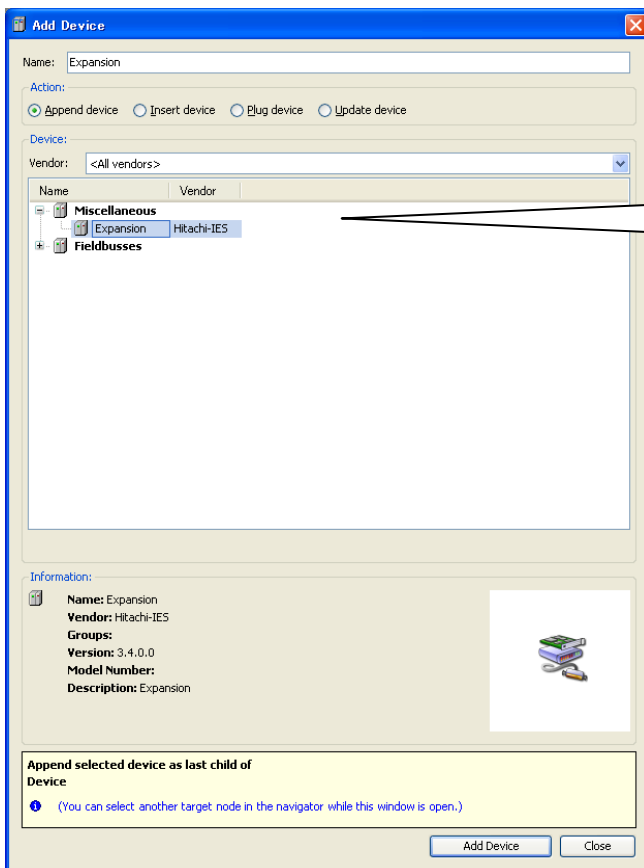 Add Device
Name: Expansion
Action:
Append device Insert device Plug device Update device
Device:
Vendor: <All vendors>
Name Vendor
Miscellaneous
Expansion Hitachi-IES
Fieldbusses
Information:
Name: Expansion
Vendor: Hitachi-IES
Groups:
Version: 3.4.0.0
Model Number:
Description: Expansion
Append selected device as last child of
Device
(You can select another target node in the navigator while this window is open.)
Add Device Close